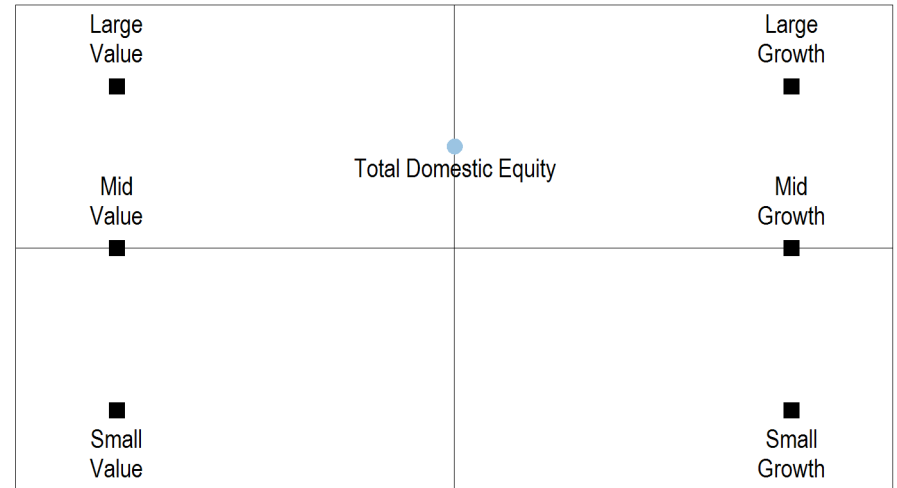 Large
Value
Large
Growth
Total Domestic Equity
Mid
Value
Mid
Growth
Small
Value
Small
Growth